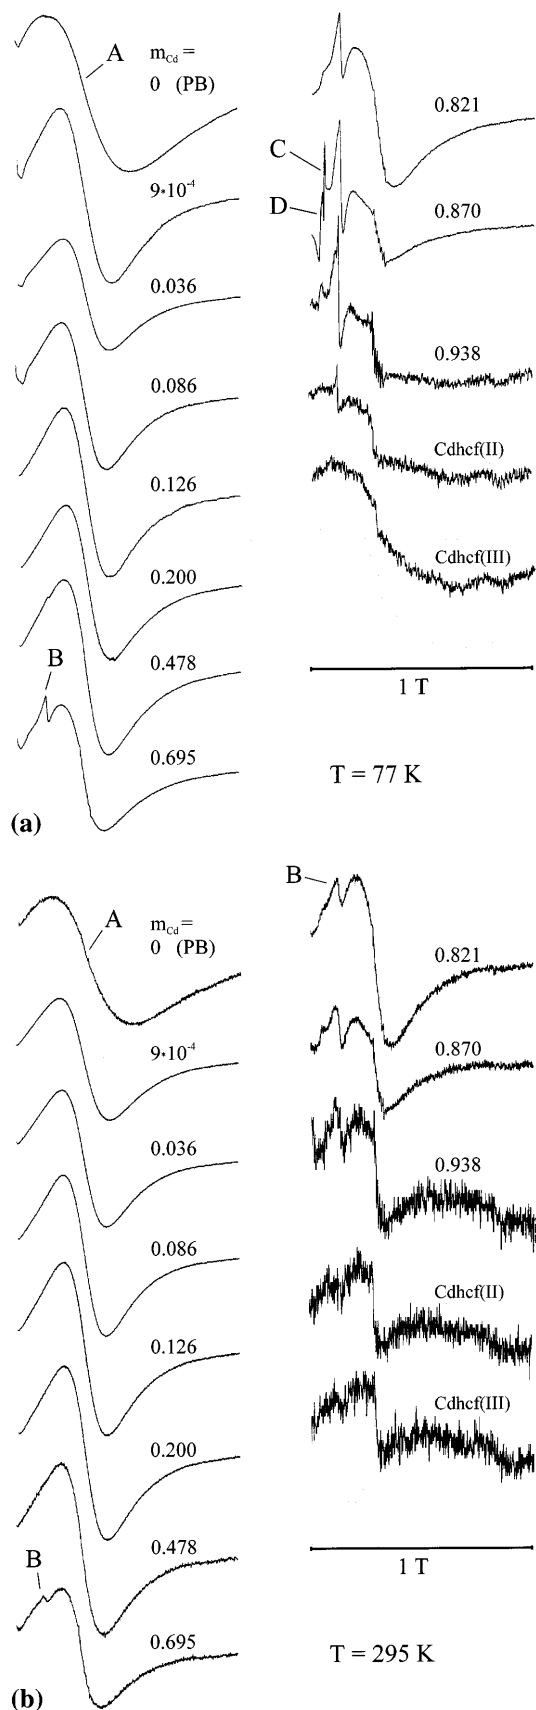 A
m_Cd =
0 (PB)
9*10⁻⁴
0.036
0.086
0.126
0.200
0.478
B
0.695
(a)
0.821
C
D
0.870
0.938
Cdhcf(II)
Cdhcf(III)
1 T
T = 77 K
A
m_Cd =
0 (PB)
9*10⁻⁴
0.036
0.086
0.126
0.200
0.478
B
0.695
(b)
B
0.821
0.870
0.938
Cdhcf(II)
Cdhcf(III)
1 T
T = 295 K